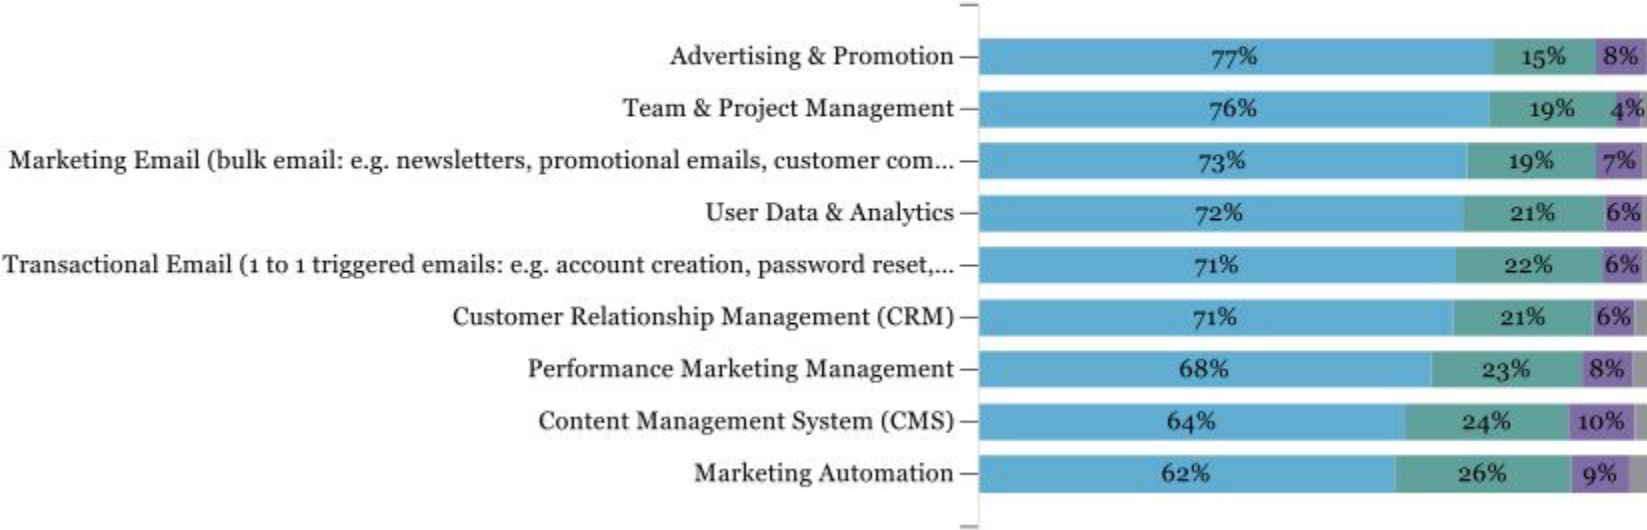 Advertising & Promotion 77% 15% 8%
Team & Project Management 76% 19% 4%
Marketing Email (bulk email: e.g. newsletters, promotional emails, customer com... 73% 19% 7%
User Data & Analytics 72% 21% 6%
Transactional Email (1 to 1 triggered emails: e.g. account creation, password reset,... 71% 22% 6%
Customer Relationship Management (CRM) 71% 21% 6%
Performance Marketing Management 68% 23% 8%
Content Management System (CMS) 64% 24% 10%
Marketing Automation 62% 26% 9%